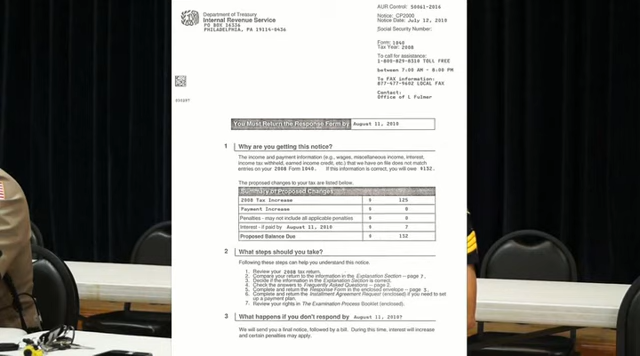 Department of Treasury
Internal Revenue Service
PO BOX 16336
PHILADELPHIA, PA 19114-0436
AUR Control: 50061-2016
Notice: CP2000
Notice Date: July 12, 2010
Social Security Number:
Form: 1040
Tax Year: 2008
To call for assistance:
1-800-829-8310 TOLL FREE
between 7:00 AM - 8:00 PM
To FAX information:
877-477-9602 LOCAL FAX
Contact:
Office of L Fulmer
You Must Return the Response Form by August 11, 2010
1 Why are you getting this notice?
The income and payment information (e.g., wages, miscellaneous income, interest,
income tax withheld, earned income credit, etc.) that we have on file does not match
entries on your 2008 Form 1040. If this information is correct, you will owe $132.
The proposed changes to your tax are listed below.
Summary of Proposed Changes
2008 Tax Increase $ 125
Payment Increase $ 0
Penalties - may not include all applicable penalties $ 0
Interest - if paid by August 11, 2010 $ 7
Proposed Balance Due $ 132
2 What steps should you take?
Following these steps can help you understand this notice.
1. Review your 2008 tax return.
2. Compare your return to the information in the Explanation Section – page 7.
3. Decide if the information in the Explanation Section is correct.
4. Check the answers to Frequently Asked Questions – page 2.
5. Complete and return the Response Form in the enclosed envelope – page 3.
6. Complete and return the Installment Agreement Request (enclosed) if you need to set
up a payment plan.
7. Review your rights in The Examination Process Booklet (enclosed).
3 What happens if you don't respond by August 11, 2010?
We will send you a final notice, followed by a bill. During this time, interest will increase
and certain penalties may apply.